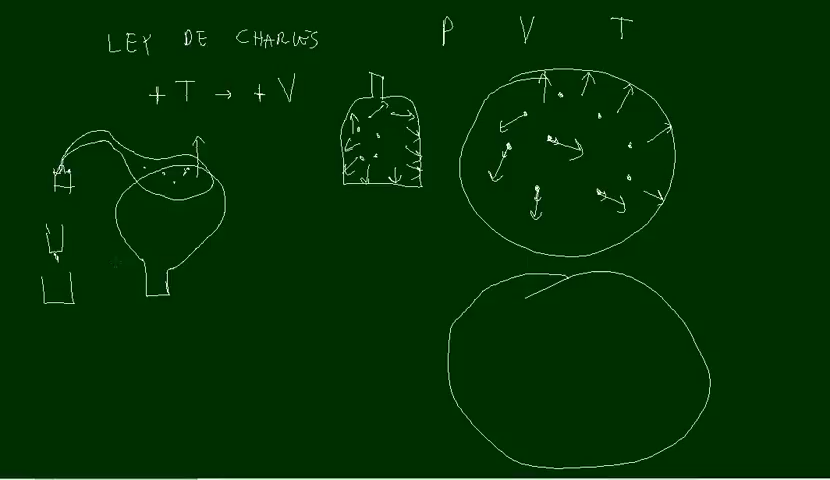 LEY DE CHARLES
P V T
+ T → + V